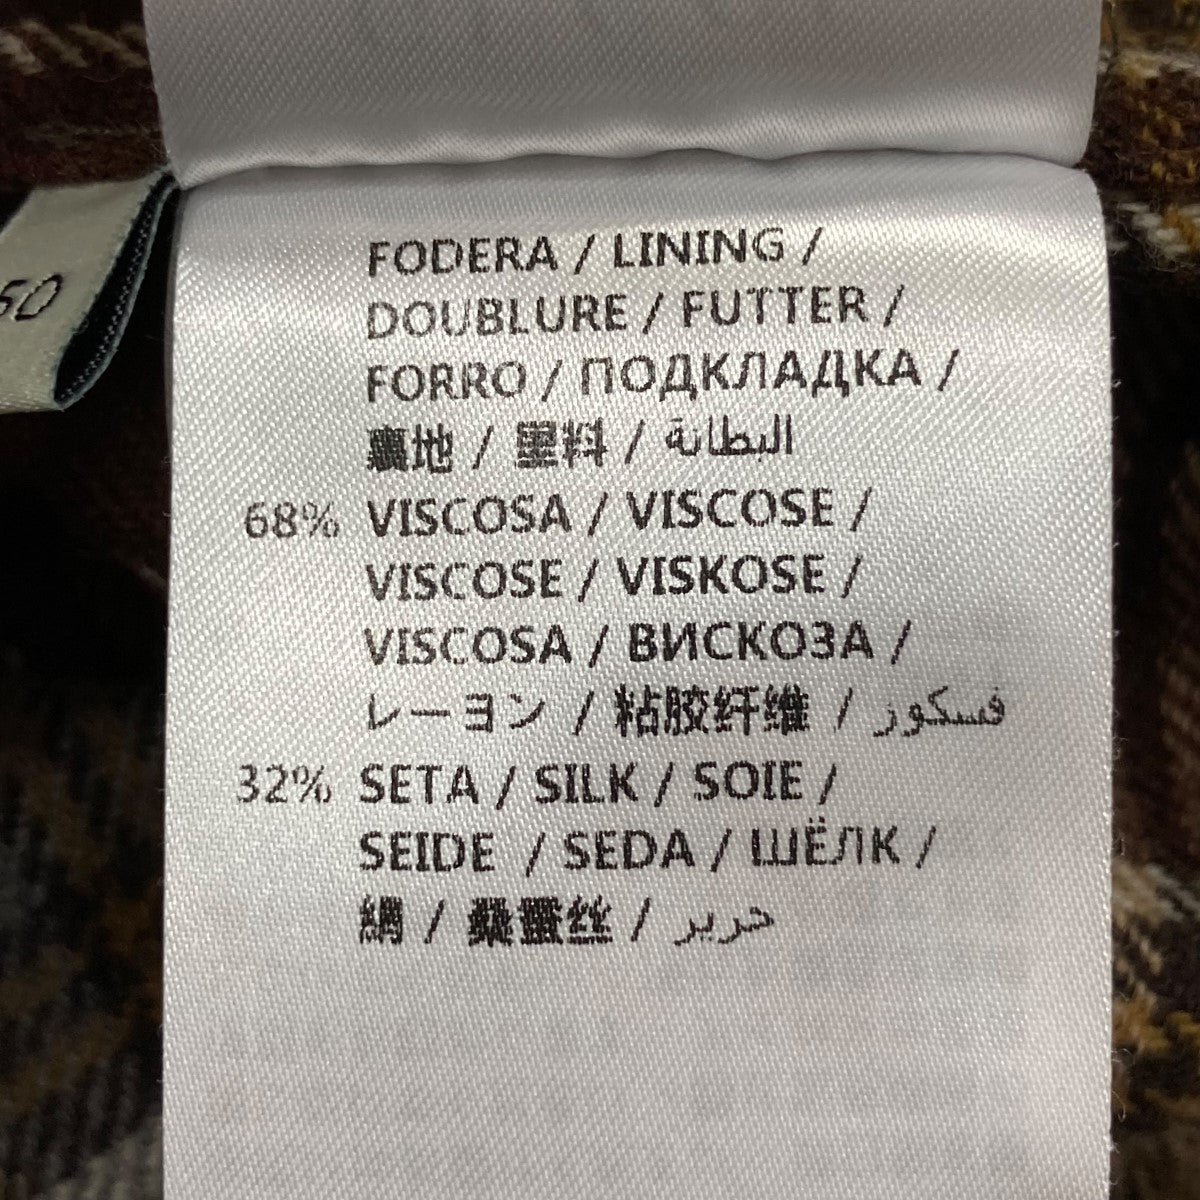 50
FODERA / LINING /
DOUBLURE / FUTTER /
FORRO / ПОДКЛАДКА /
裏地 / 里料 / البطانة
68% VISCOSA / VISCOSE /
VISCOSE / VISKOSE /
VISCOSA / ВИСКОЗА /
レーヨン / 粘胶纤维 / فسكوز
32% SETA / SILK / SOIE /
SEIDE / SEDA / ШЁЛК /
絹 / 桑蚕丝 / حرير